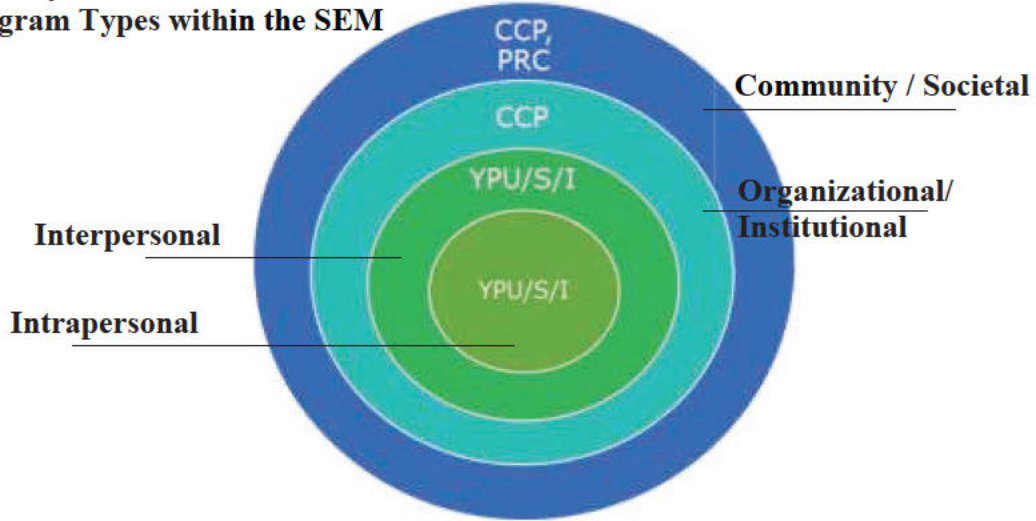 gram Types within the SEM
CCP,
PRC
Community / Societal
CCP
YPU/S/I
Organizational/
Institutional
Interpersonal
YPU/S/I
Intrapersonal